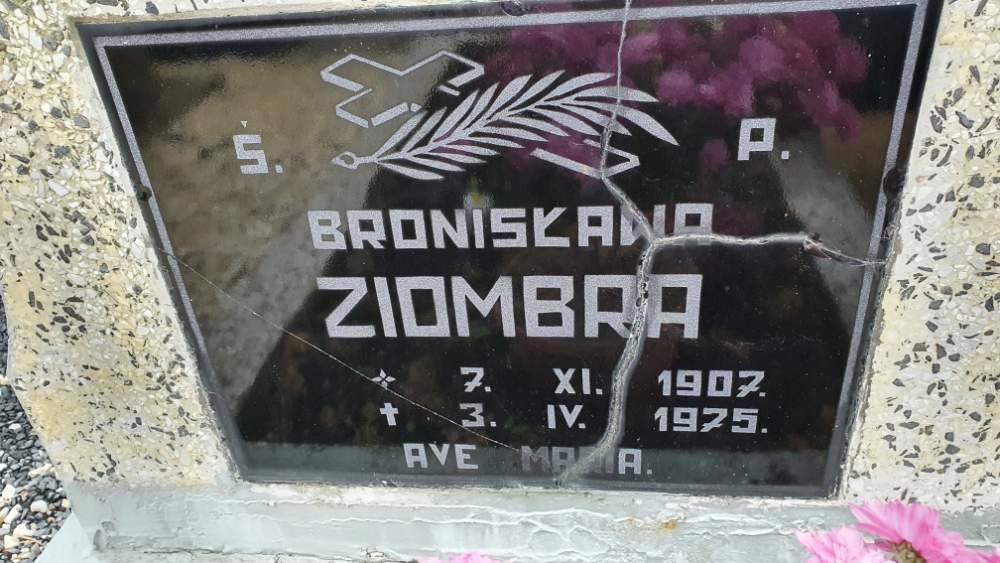 Ś. P.
BRONISŁAWA
ZIOMBRA
7. XI. 1907.
✝ 3. IV. 1975.
AVE MARIA.